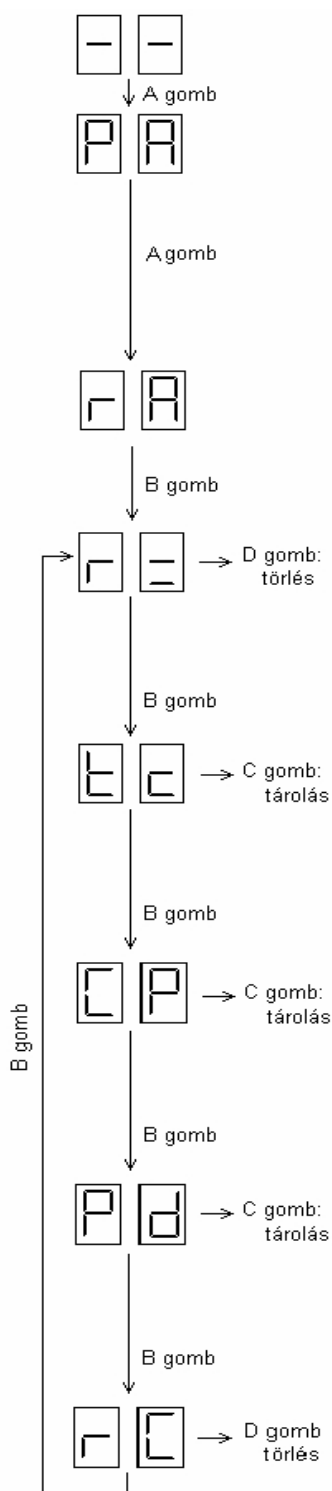 – –
A gomb
P A
A gomb
r A
B gomb
r =
D gomb:
törlés
B gomb
t c
C gomb:
tárolás
B gomb
C P
C gomb:
tárolás
B gomb
B gomb
P d
C gomb:
tárolás
B gomb
r C
D gomb
törlés